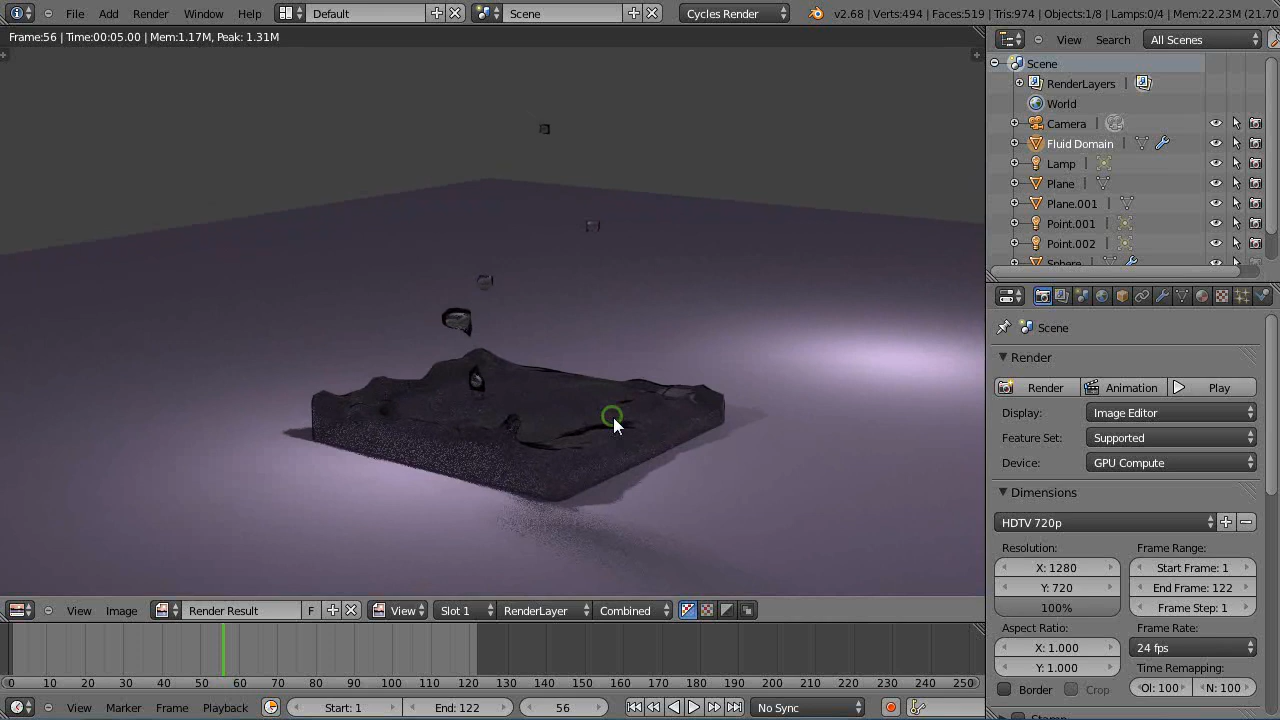 File Render Window Help Default Scene Cycles Render v2.68 | Verts:494 | Faces:519 | Tris:974 | Objects:1/8 | Lamps:0/4 | Mem:22.23M (21.70
Frame:56 | Time:00:05.00 | Mem:1.17M, Peak: 1.31M
View Search All Scenes
Scene
RenderLayers
World
Camera
Fluid Domain
Lamp
Plane
Plane.001
Point.001
Point.002
Sphere
Scene
Render
Render Animation Play
Display: Image Editor
Feature Set: Supported
Device: GPU Compute
Dimensions
HDTV 720p
Resolution: Frame Range:
X: 1280 Start Frame: 1
Y: 720 End Frame: 122
100% Frame Step: 1
Aspect Ratio: Frame Rate:
X: 1.000 24 fps
Y: 1.000 Time Remapping:
Border Crop Ol: 100 N: 100
Stamp
View Image Render Result F View Slot 1 RenderLayer Combined
0 10 20 30 40 50 60 70 80 90 100 110 120 130 140 150 160 170 180 190 200 210 220 230 240 250
View Marker Frame Playback Start: 1 End: 122 56 No Sync